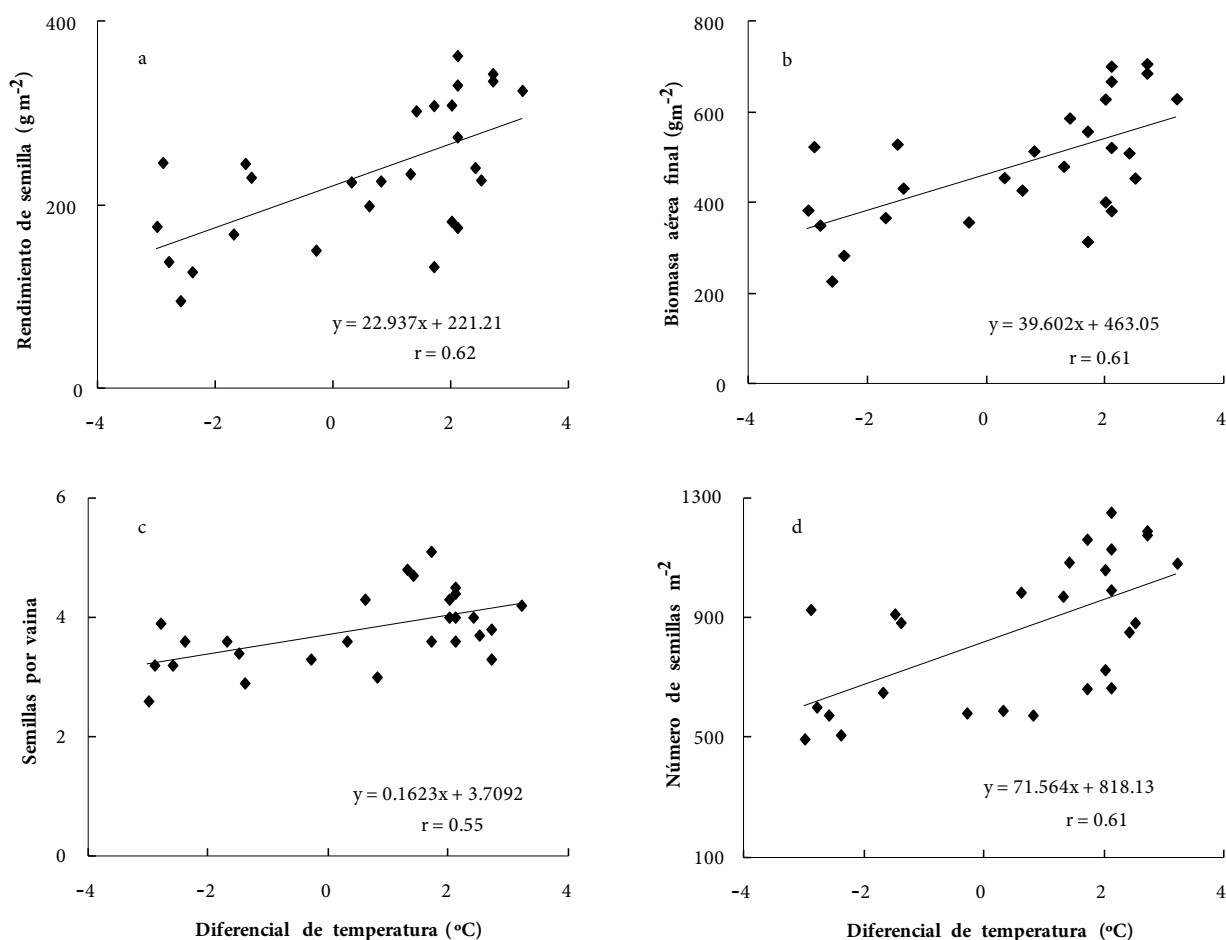 a
Rendimiento de semilla (g m⁻²)
400
200
0
y = 22.937x + 221.21
r = 0.62
-4 -2 0 2 4
b
Biomasa aérea final (gm⁻²)
800
600
400
200
0
y = 39.602x + 463.05
r = 0.61
-4 -2 0 2 4
c
Semillas por vaina
6
4
2
0
y = 0.1623x + 3.7092
r = 0.55
-4 -2 0 2 4
Diferencial de temperatura (ºC)
d
Número de semillas m⁻²
1300
900
500
100
y = 71.564x + 818.13
r = 0.61
-4 -2 0 2 4
Diferencial de temperatura (ºC)